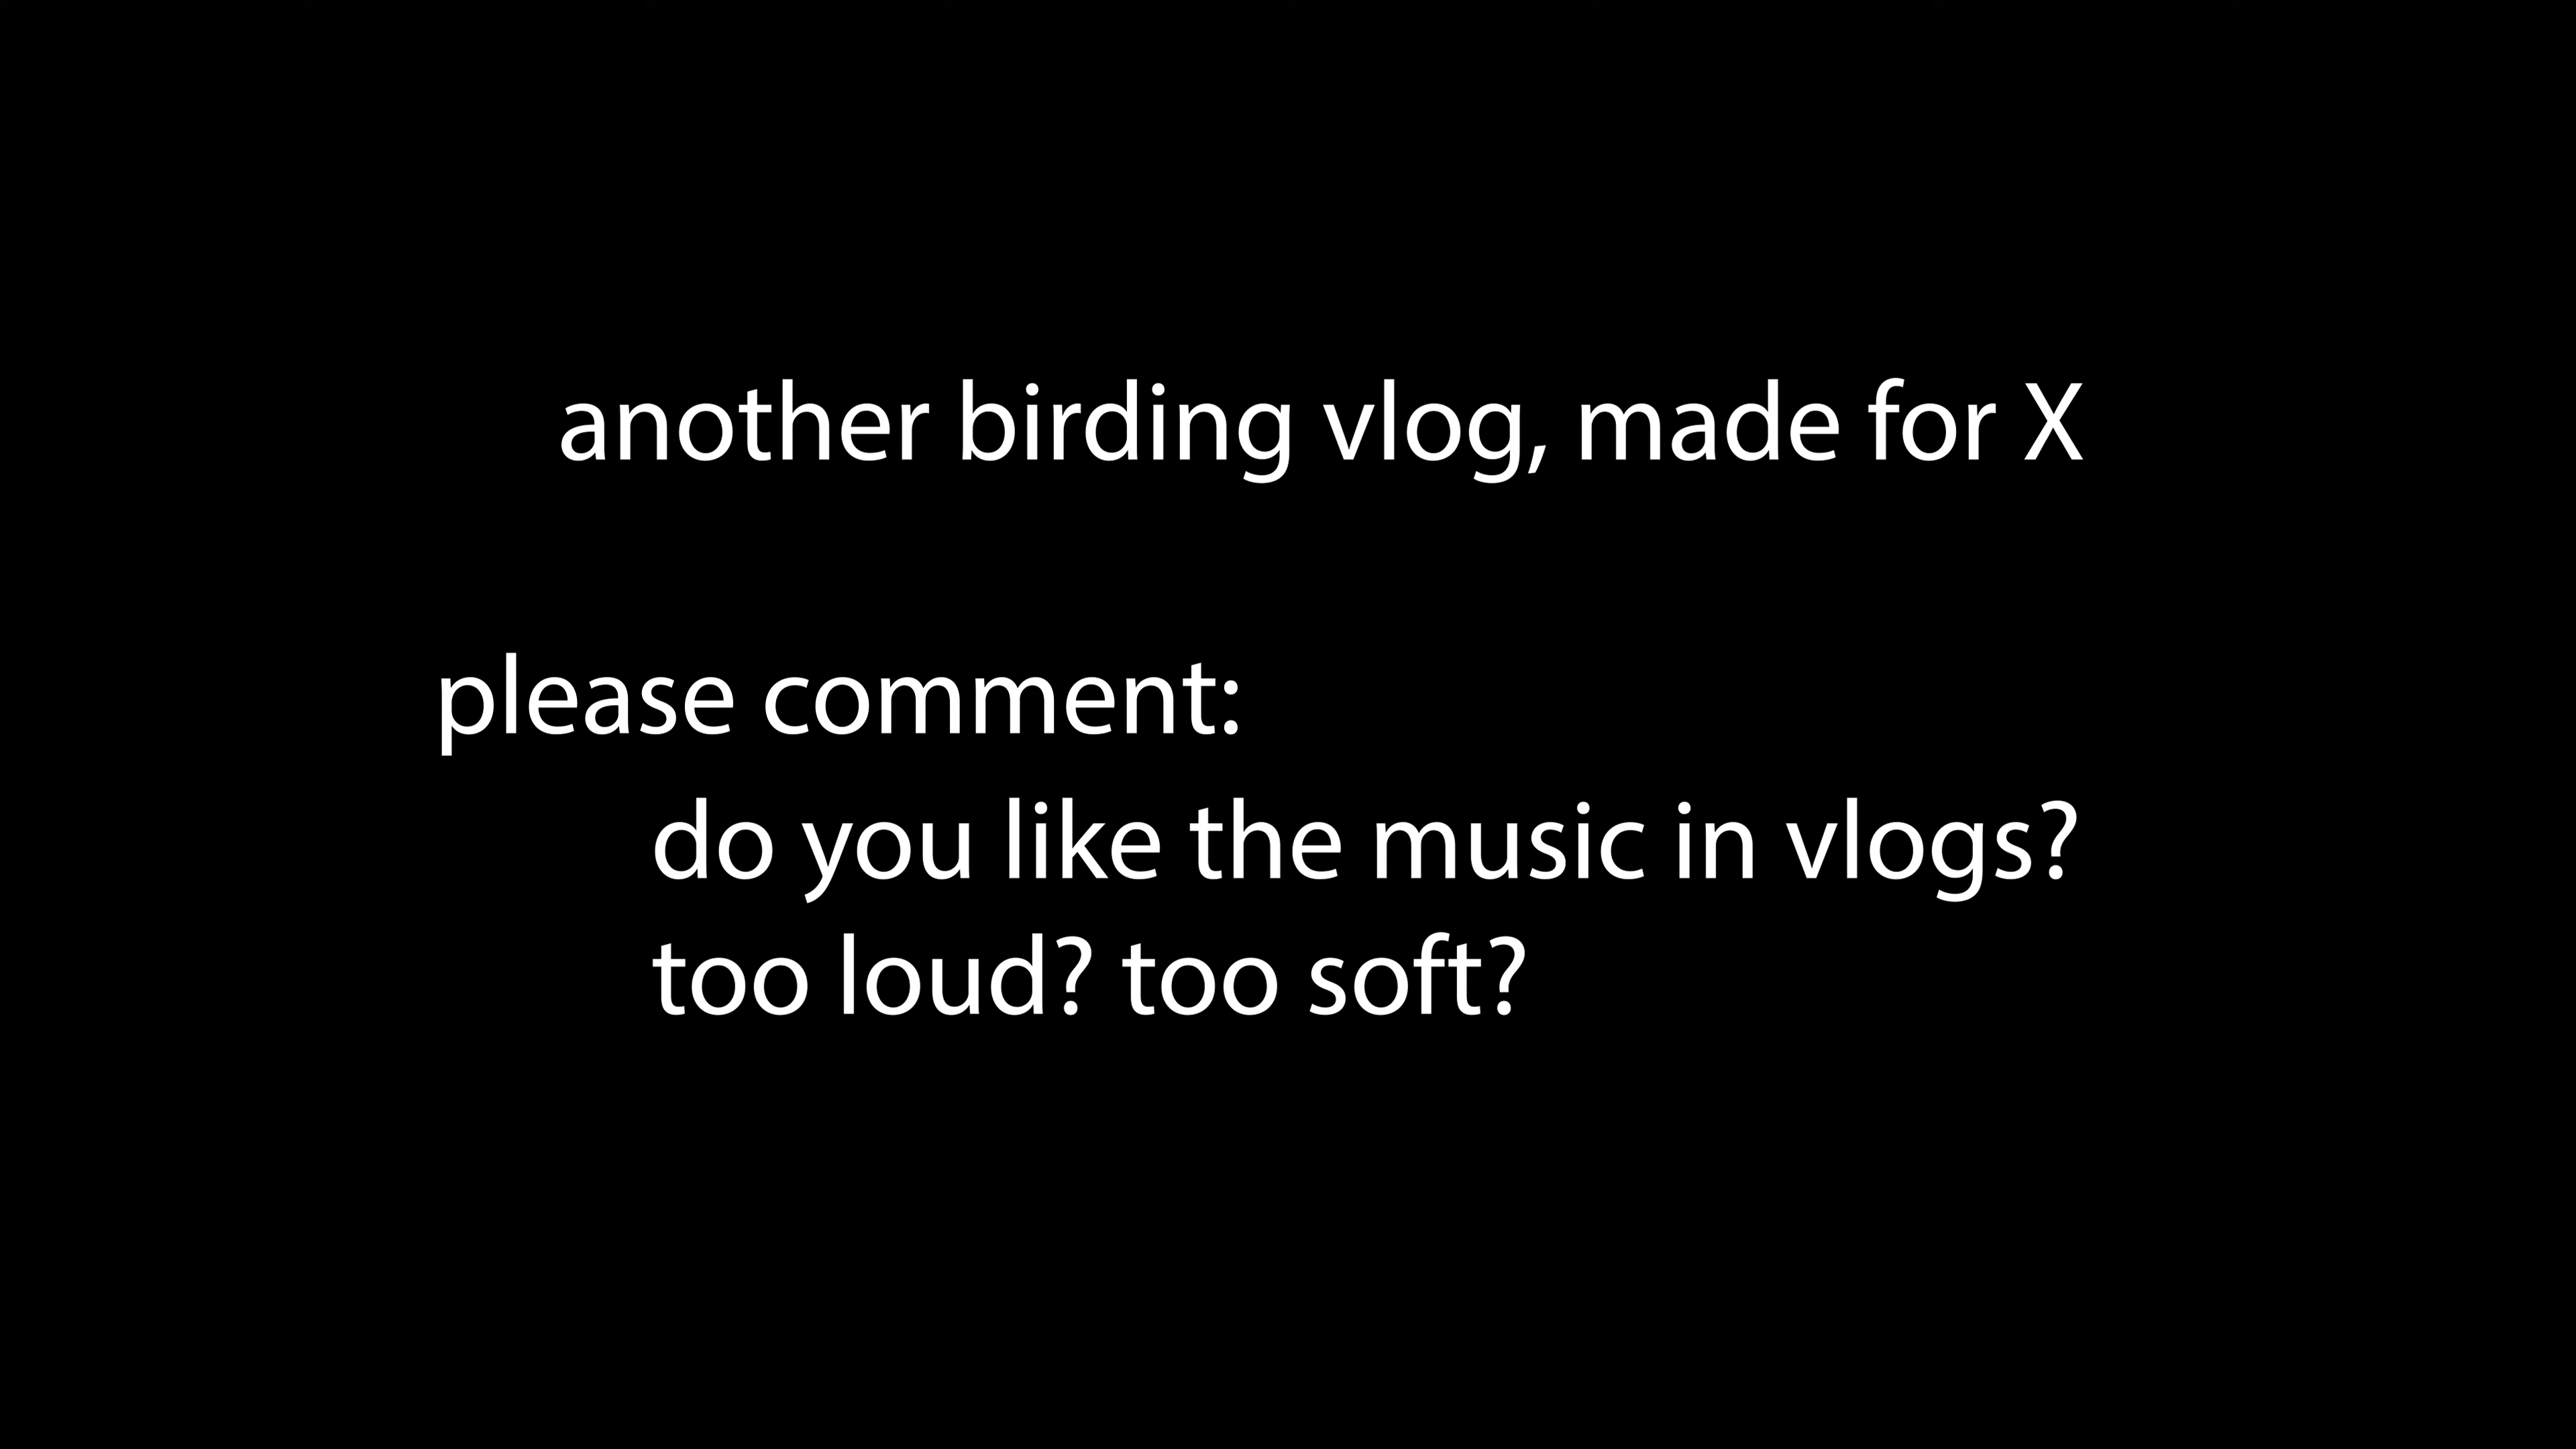 another birding vlog, made for X
please comment:
do you like the music in vlogs?
too loud? too soft?